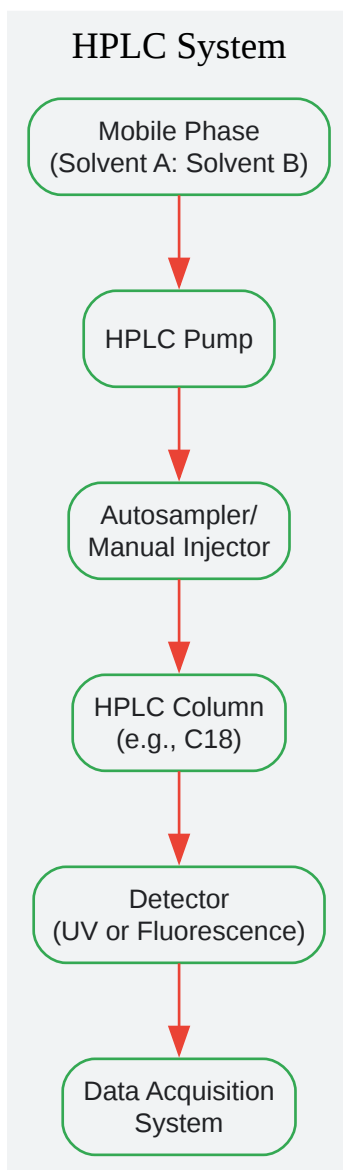 HPLC System
Mobile Phase
(Solvent A: Solvent B)
HPLC Pump
Autosampler/
Manual Injector
HPLC Column
(e.g., C18)
Detector
(UV or Fluorescence)
Data Acquisition
System